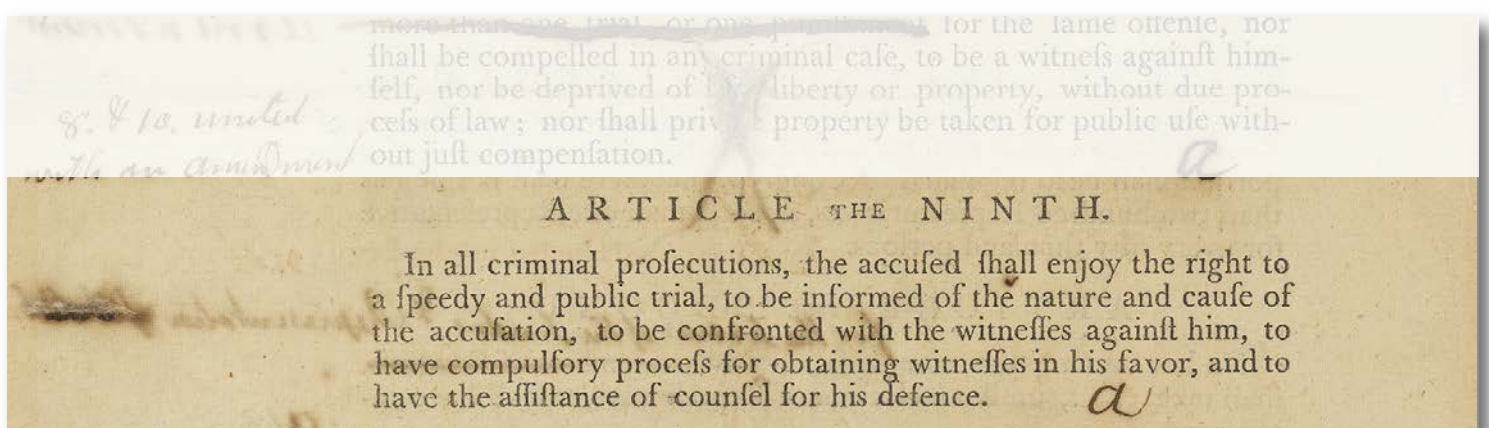 more than one trial, or one punishment for the ſame offenſe, nor
ſhall be compelled in any criminal caſe, to be a witneſs againſt him-
ſelf, nor be deprived of life, liberty or property, without due pro-
8. & 10. united
ceſs of law; nor ſhall private property be taken for public uſe with-
with an amendment
out juſt compenſation.
a
ARTICLE THE NINTH.
In all criminal proſecutions, the accuſed ſhall enjoy the right to
a ſpeedy and public trial, to be informed of the nature and cauſe of
the accuſation, to be confronted with the witneſſes againſt him, to
have compulſory proceſs for obtaining witneſſes in his favor, and to
have the aſſiſtance of counſel for his defence.
a